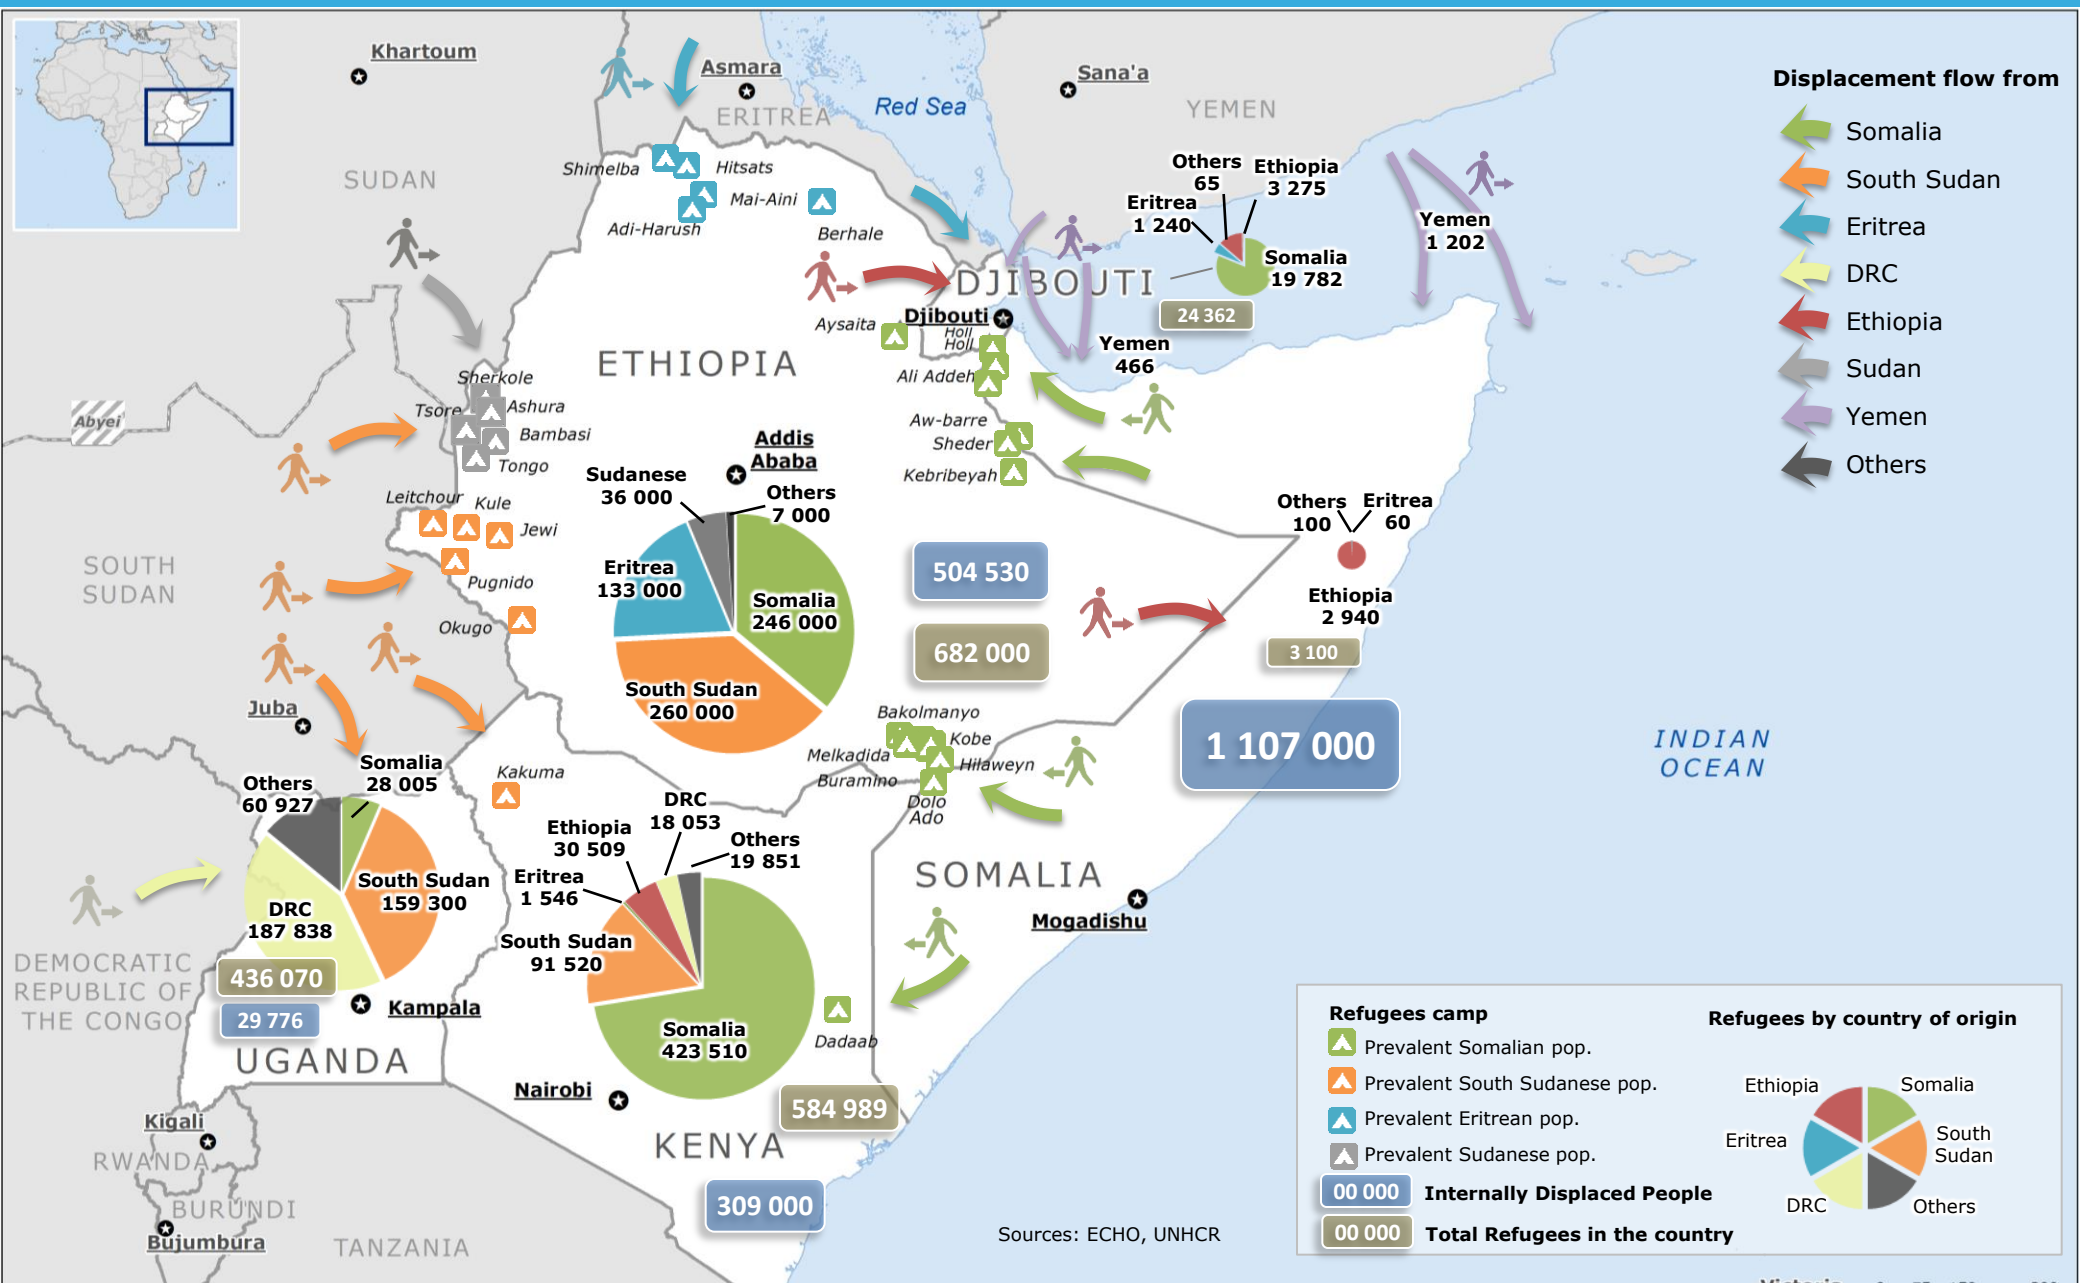 Khartoum
Asmara
ERITREA
Red Sea
Sana'a
YEMEN
SUDAN
Shimelba
Hitsats
Mai-Aini
Adi-Harush
Berhale
Others
65
Ethiopia
3 275
Eritrea
1 240
Somalia
19 782
24 362
Yemen
1 202
DJIBOUTI
Djibouti
Aysaita
Holl
Holl
Ali Addeh
Yemen
466
ETHIOPIA
Sherkole
Tsore
Ashura
Bambasi
Tongo
Abyei
Aw-barre
Sheder
Kebribeyah
Addis
Ababa
Leitchour
Kule
Jewi
Pugnido
Okugo
SOUTH
SUDAN
Sudanese
36 000
Others
7 000
Eritrea
133 000
Somalia
246 000
South Sudan
260 000
504 530
682 000
Others
100
Eritrea
60
Ethiopia
2 940
3 100
1 107 000
INDIAN
OCEAN
Juba
Bakolmanyo
Kobe
Melkadida
Hilaweyn
Buramino
Dolo
Ado
Kakuma
Others
60 927
Somalia
28 005
South Sudan
159 300
DRC
187 838
436 070
29 776
Kampala
UGANDA
DEMOCRATIC
REPUBLIC OF
THE CONGO
DRC
18 053
Ethiopia
30 509
Others
19 851
Eritrea
1 546
South Sudan
91 520
Somalia
423 510
584 989
Dadaab
SOMALIA
Mogadishu
Nairobi
KENYA
309 000
Kigali
RWANDA
BURUNDI
Bujumbura
TANZANIA
Sources: ECHO, UNHCR
Displacement flow from
Somalia
South Sudan
Eritrea
DRC
Ethiopia
Sudan
Yemen
Others
Refugees camp
Prevalent Somalian pop.
Prevalent South Sudanese pop.
Prevalent Eritrean pop.
Prevalent Sudanese pop.
00 000 Internally Displaced People
00 000 Total Refugees in the country
Refugees by country of origin
Ethiopia
Somalia
Eritrea
South
Sudan
DRC
Others